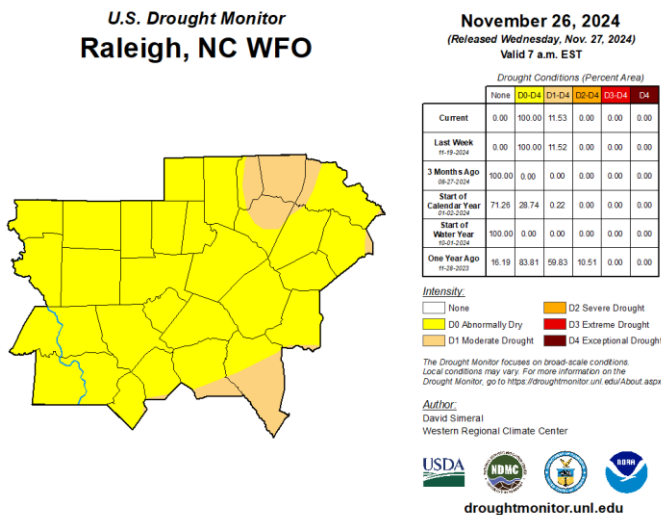 U.S. Drought Monitor
Raleigh, NC WFO
November 26, 2024
(Released Wednesday, Nov. 27, 2024)
Valid 7 a.m. EST
Drought Conditions (Percent Area)
None D0-D4 D1-D4 D2-D4 D3-D4 D4
Current 0.00 100.00 11.53 0.00 0.00 0.00
Last Week
11-19-2024
0.00 100.00 11.52 0.00 0.00 0.00
3 Months Ago
08-27-2024
100.00 0.00 0.00 0.00 0.00 0.00
Start of
Calendar Year
01-02-2024
71.26 28.74 0.22 0.00 0.00 0.00
Start of
Water Year
10-01-2024
100.00 0.00 0.00 0.00 0.00 0.00
One Year Ago
11-28-2023
16.19 83.81 59.83 10.51 0.00 0.00
Intensity:
None
D0 Abnormally Dry
D1 Moderate Drought
D2 Severe Drought
D3 Extreme Drought
D4 Exceptional Drought
The Drought Monitor focuses on broad-scale conditions.
Local conditions may vary. For more information on the
Drought Monitor, go to https://droughtmonitor.unl.edu/About.aspx
Author:
David Simeral
Western Regional Climate Center
USDA
NDMC
NOAA
droughtmonitor.unl.edu